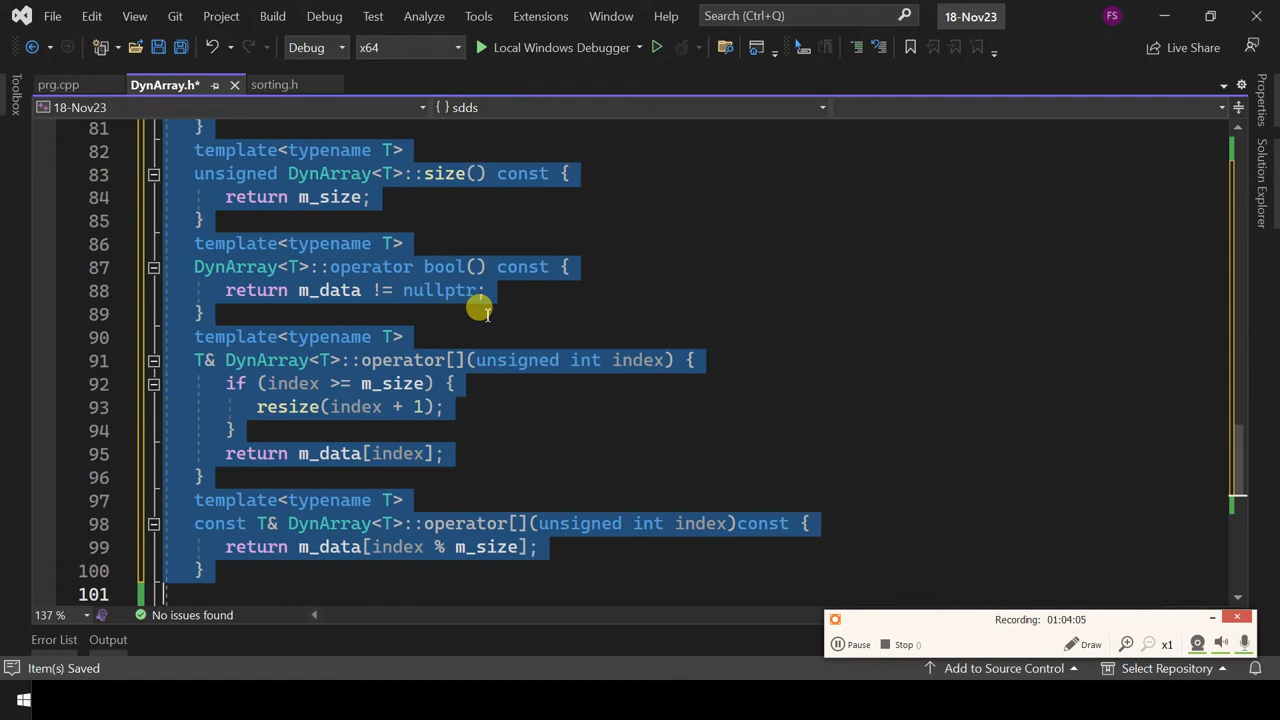 File Edit View Git Project Build Debug Test Analyze Tools Extensions Window Help Search (Ctrl+Q) 18-Nov23 FS
Debug x64 Local Windows Debugger Live Share
prg.cpp DynArray.h* sorting.h
18-Nov23 { } sdds
Toolbox
Properties
Solution Explorer
81 }
82 template<typename T>
83 unsigned DynArray<T>::size() const {
84 return m_size;
85 }
86 template<typename T>
87 DynArray<T>::operator bool() const {
88 return m_data != nullptr;
89 }
90 template<typename T>
91 T& DynArray<T>::operator[](unsigned int index) {
92 if (index >= m_size) {
93 resize(index + 1);
94 }
95 return m_data[index];
96 }
97 template<typename T>
98 const T& DynArray<T>::operator[](unsigned int index)const {
99 return m_data[index % m_size];
100 }
101
137 % No issues found
Recording: 01:04:05
Pause Stop () Draw x1
Error List Output
Item(s) Saved Add to Source Control Select Repository